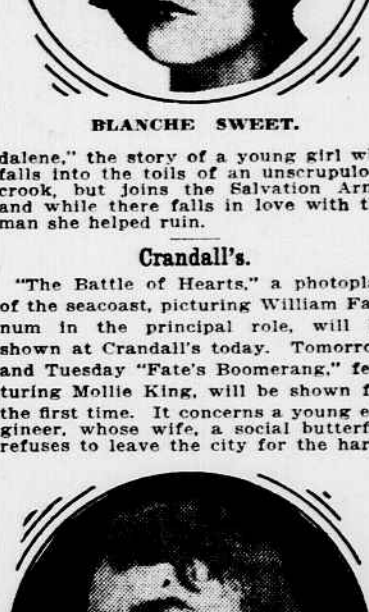 BLANCHE SWEET.
dalene," the story of a young girl w
falls into the toils of an unscrupulo
crook, but joins the Salvation Arm
and while there falls in love with t
man she helped ruin.
Crandall's.
"The Battle of Hearts," a photopla
of the seacoast, picturing William Fa
num in the principal role, will
shown at Crandall's today. Tomorro
and Tuesday "Fate's Boomerang," fe
turing Mollie King, will be shown f
the first time. It concerns a young e
gineer, whose wife, a social butterf
refuses to leave the city for the har